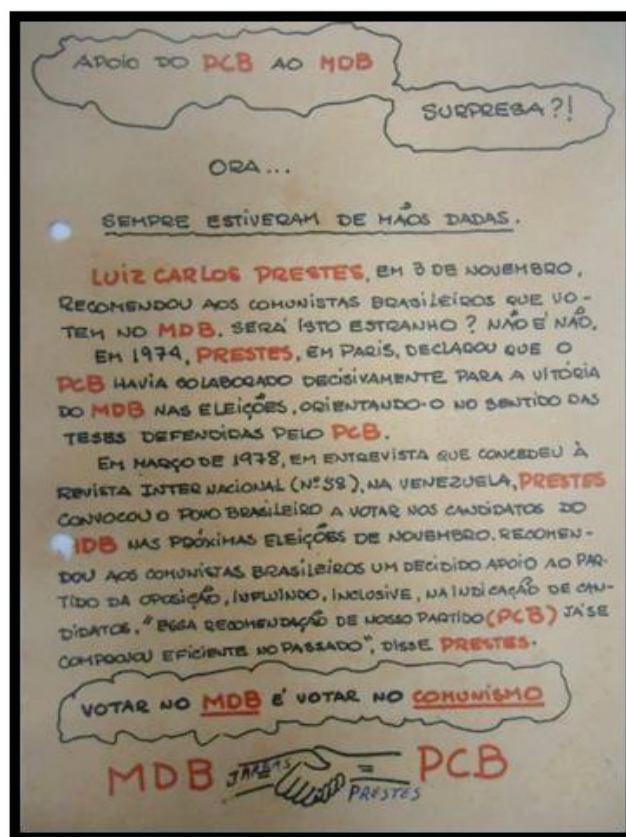 APOIO DO PCB AO MDB
SURPRESA?!
ORA...
SEMPRE ESTIVERAM DE MÃOS DADAS.
LUIZ CARLOS PRESTES, EM 3 DE NOVEMBRO,
RECOMENDOU AOS COMUNISTAS BRASILEIROS QUE VO-
TEM NO MDB. SERÁ ISTO ESTRANHO? NÃO É NÃO.
EM 1974, PRESTES, EM PARIS, DECLAROU QUE O
PCB HAVIA COLABORADO DECISIVAMENTE PARA A VITÓRIA
DO MDB NAS ELEIÇÕES, ORIENTANDO-O NO SENTIDO DAS
TESES DEFENDIDAS PELO PCB.
EM MARÇO DE 1978, EM ENTREVISTA QUE CONCEDEU À
REVISTA INTERNACIONAL (Nº 58), NA VENEZUELA, PRESTES
CONVOCOU O POVO BRASILEIRO A VOTAR NOS CANDIDATOS DO
MDB NAS PRÓXIMAS ELEIÇÕES DE NOVEMBRO. RECOMEN-
DOU AOS COMUNISTAS BRASILEIROS UM DECIDIDO APOIO AO PAR-
TIDO DA OPOSIÇÃO, INFLUINDO, INCLUSIVE, NA INDICAÇÃO DE CAN-
DIDATOS. "ESSA RECOMENDAÇÃO DE NOSSO PARTIDO (PCB) JÁ SE
COMPROVOU EFICIENTE NO PASSADO", DISSE PRESTES.
VOTAR NO MDB É VOTAR NO COMUNISMO
MDB JARBAS = PCB
PRESTES